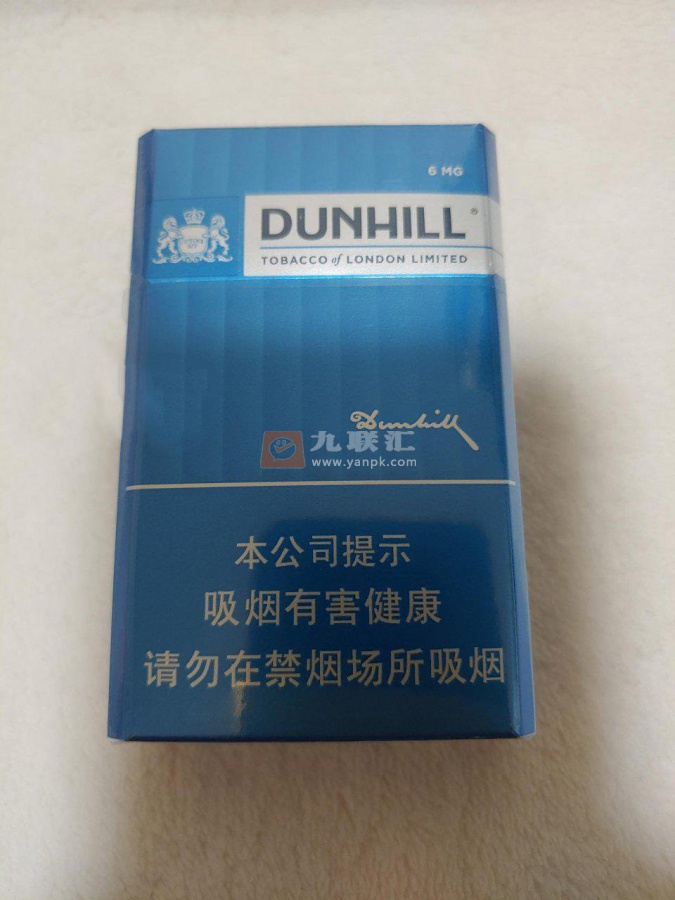 6 MG
DUNHILL®
TOBACCO of LONDON LIMITED
Dunhill
九联汇
www.yanpk.com
本公司提示
吸烟有害健康
请勿在禁烟场所吸烟